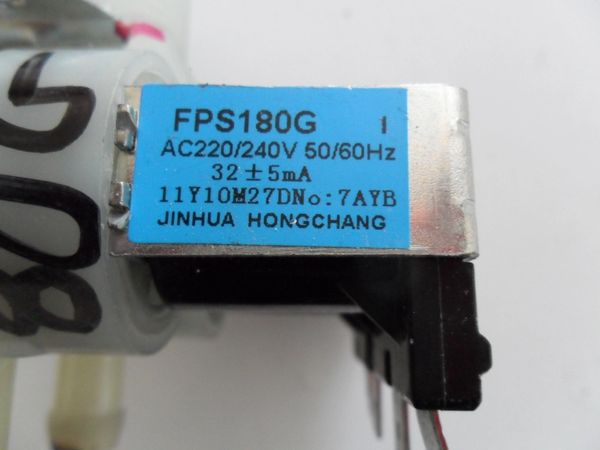 FPS180G I
AC220/240V 50/60Hz
32±5mA
11Y10M27DNo:7AYB
JINHUA HONGCHANG